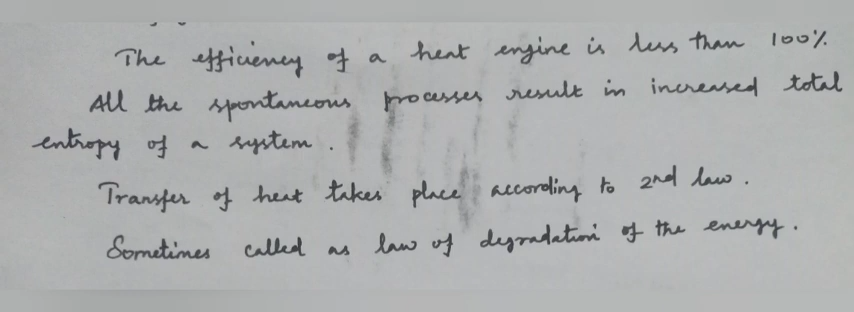 The efficiency of a heat engine is less than 100%.
All the spontaneous processes result in increased total
entropy of a system.
Transfer of heat takes place according to 2nd law.
Sometimes called as law of degradation of the energy.